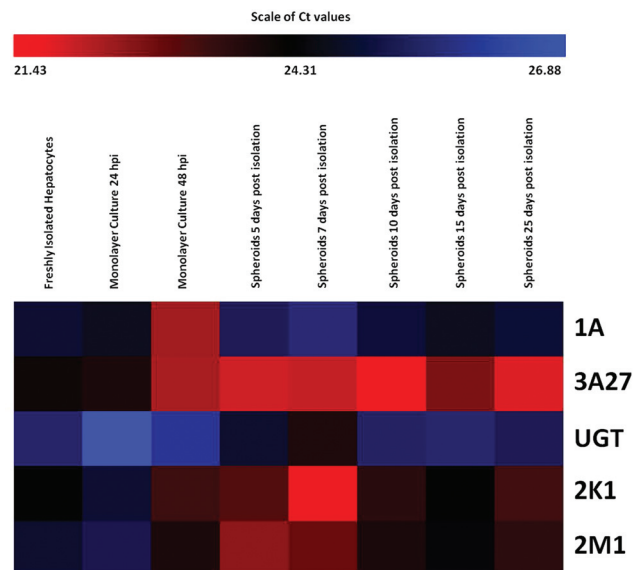 Scale of Ct values
21.43 24.31 26.88
Freshly Isolated Hepatocytes
Monolayer Culture 24 hpi
Monolayer Culture 48 hpi
Spheroids 5 days post isolation
Spheroids 7 days post isolation
Spheroids 10 days post isolation
Spheroids 15 days post isolation
Spheroids 25 days post isolation
1A
3A27
UGT
2K1
2M1